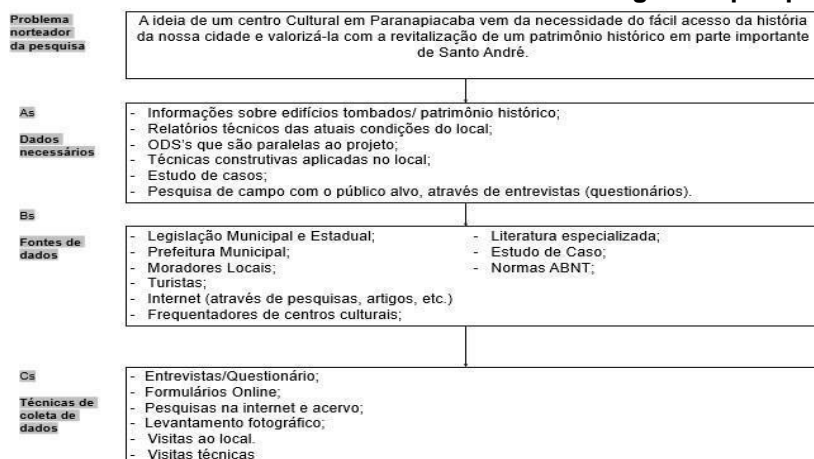 Problema
norteador
da pesquisa
A ideia de um centro Cultural em Paranapiacaba vem da necessidade do fácil acesso da história
da nossa cidade e valorizá-la com a revitalização de um patrimônio histórico em parte importante
de Santo André.
As
Dados
necessários
- Informações sobre edifícios tombados/ patrimônio histórico;
- Relatórios técnicos das atuais condições do local;
- ODS's que são paralelas ao projeto;
- Técnicas construtivas aplicadas no local;
- Estudo de casos;
- Pesquisa de campo com o público alvo, através de entrevistas (questionários).
Bs
Fontes de
dados
- Legislação Municipal e Estadual;
- Prefeitura Municipal;
- Moradores Locais;
- Turistas;
- Internet (através de pesquisas, artigos, etc.)
- Frequentadores de centros culturais;
- Literatura especializada;
- Estudo de Caso;
- Normas ABNT;
Cs
Técnicas de
coleta de
dados
- Entrevistas/Questionário;
- Formulários Online;
- Pesquisas na internet e acervo;
- Levantamento fotográfico;
- Visitas ao local.
- Visitas técnicas